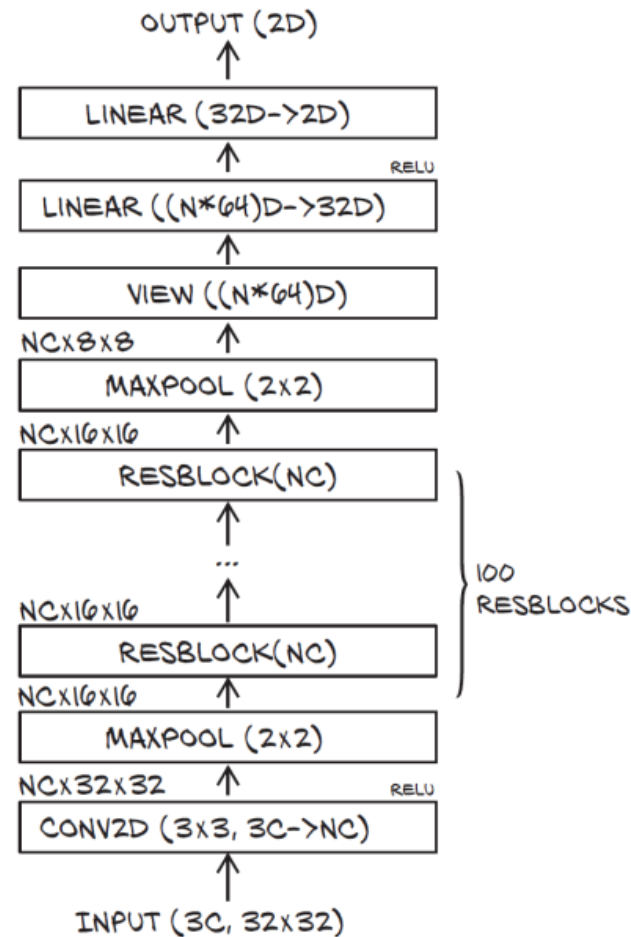 OUTPUT (2D)
LINEAR (32D->2D)
RELU
LINEAR ((N*64)D->32D)
VIEW ((N*64)D)
NCX8X8
MAXPOOL (2X2)
NCX16X16
RESBLOCK(NC)
...
100
RESBLOCKS
NCX16X16
RESBLOCK(NC)
NCX16X16
MAXPOOL (2X2)
NCX32X32
RELU
CONV2D (3X3, 3C->NC)
INPUT (3C, 32X32)